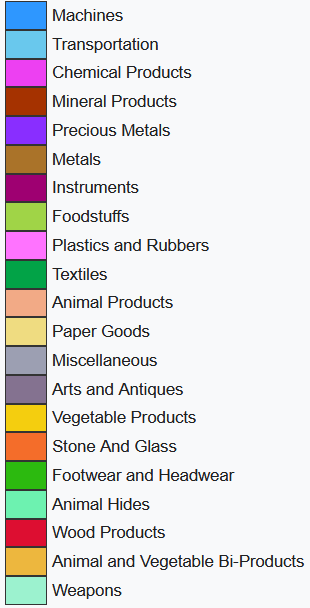 Machines
Transportation
Chemical Products
Mineral Products
Precious Metals
Metals
Instruments
Foodstuffs
Plastics and Rubbers
Textiles
Animal Products
Paper Goods
Miscellaneous
Arts and Antiques
Vegetable Products
Stone And Glass
Footwear and Headwear
Animal Hides
Wood Products
Animal and Vegetable Bi-Products
Weapons